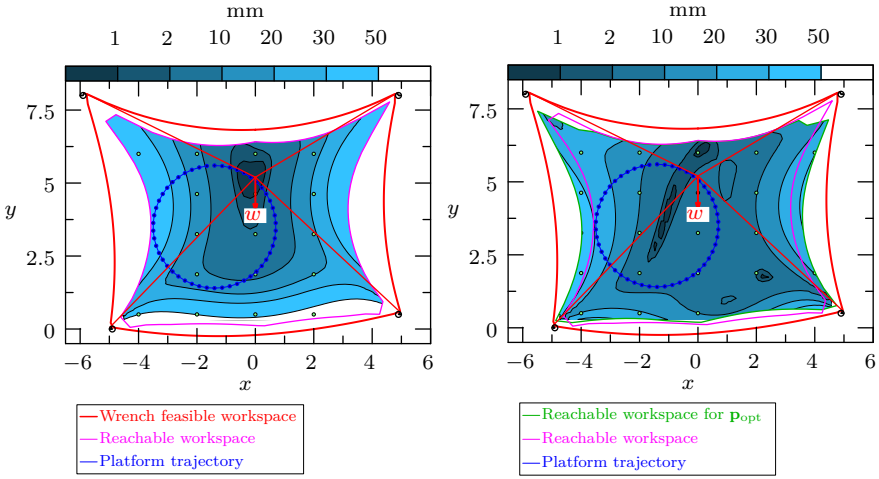 mm
1 2 10 20 30 50
7.5
5
2.5
0
y
w
−6 −4 −2 0 2 4 6
x
Wrench feasible workspace
Reachable workspace
Platform trajectory
mm
1 2 10 20 30 50
7.5
5
2.5
0
y
w
−6 −4 −2 0 2 4 6
x
Reachable workspace for p_opt
Reachable workspace
Platform trajectory